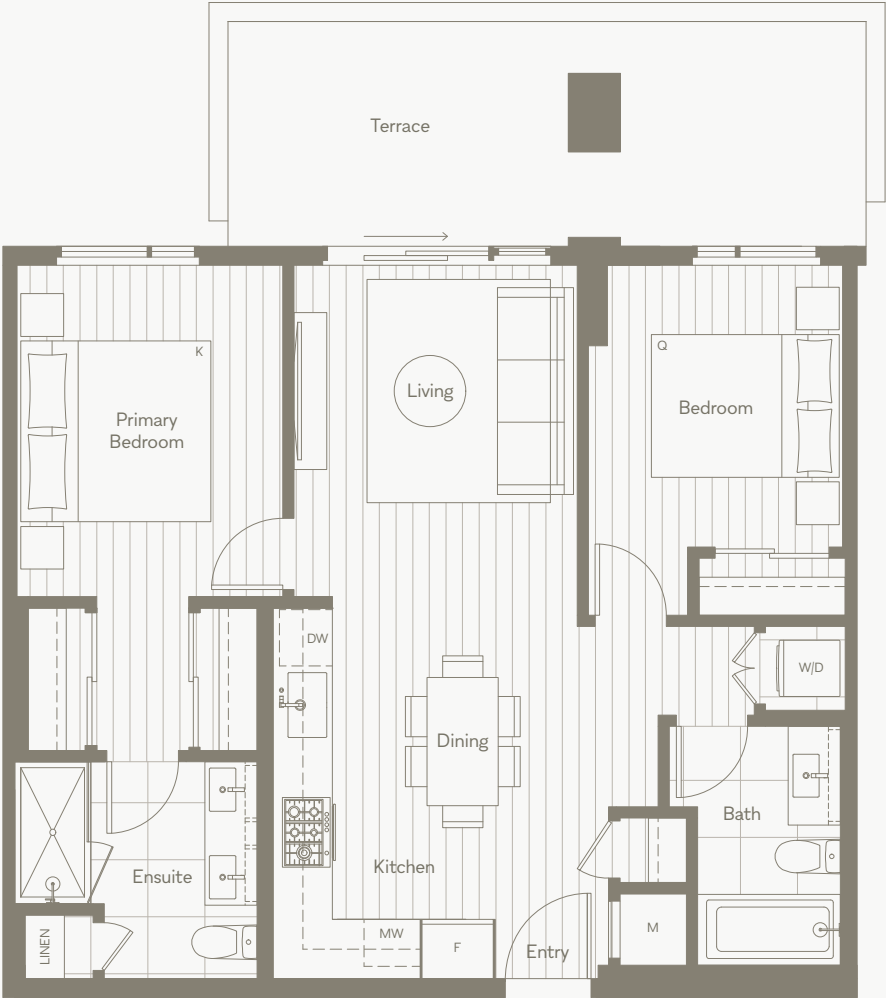 Terrace
K
Q
Living
Primary
Bedroom
Bedroom
DW
W/D
Dining
Bath
Kitchen
Ensuite
MW
F
Entry
M
LINEN